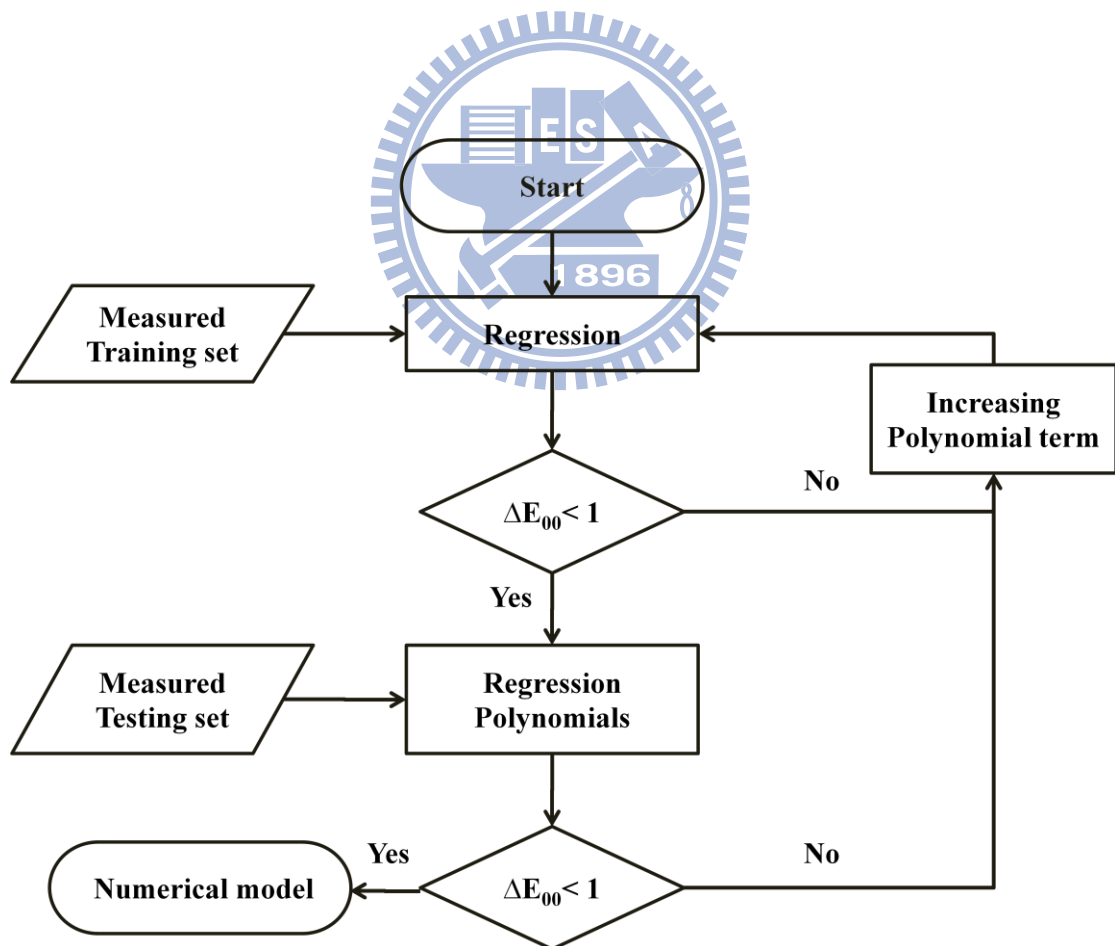 E S A
Start
1896
Measured
Training set
Regression
Increasing
Polynomial term
No
ΔE₀₀< 1
Yes
Measured
Testing set
Regression
Polynomials
Yes
No
Numerical model
ΔE₀₀< 1